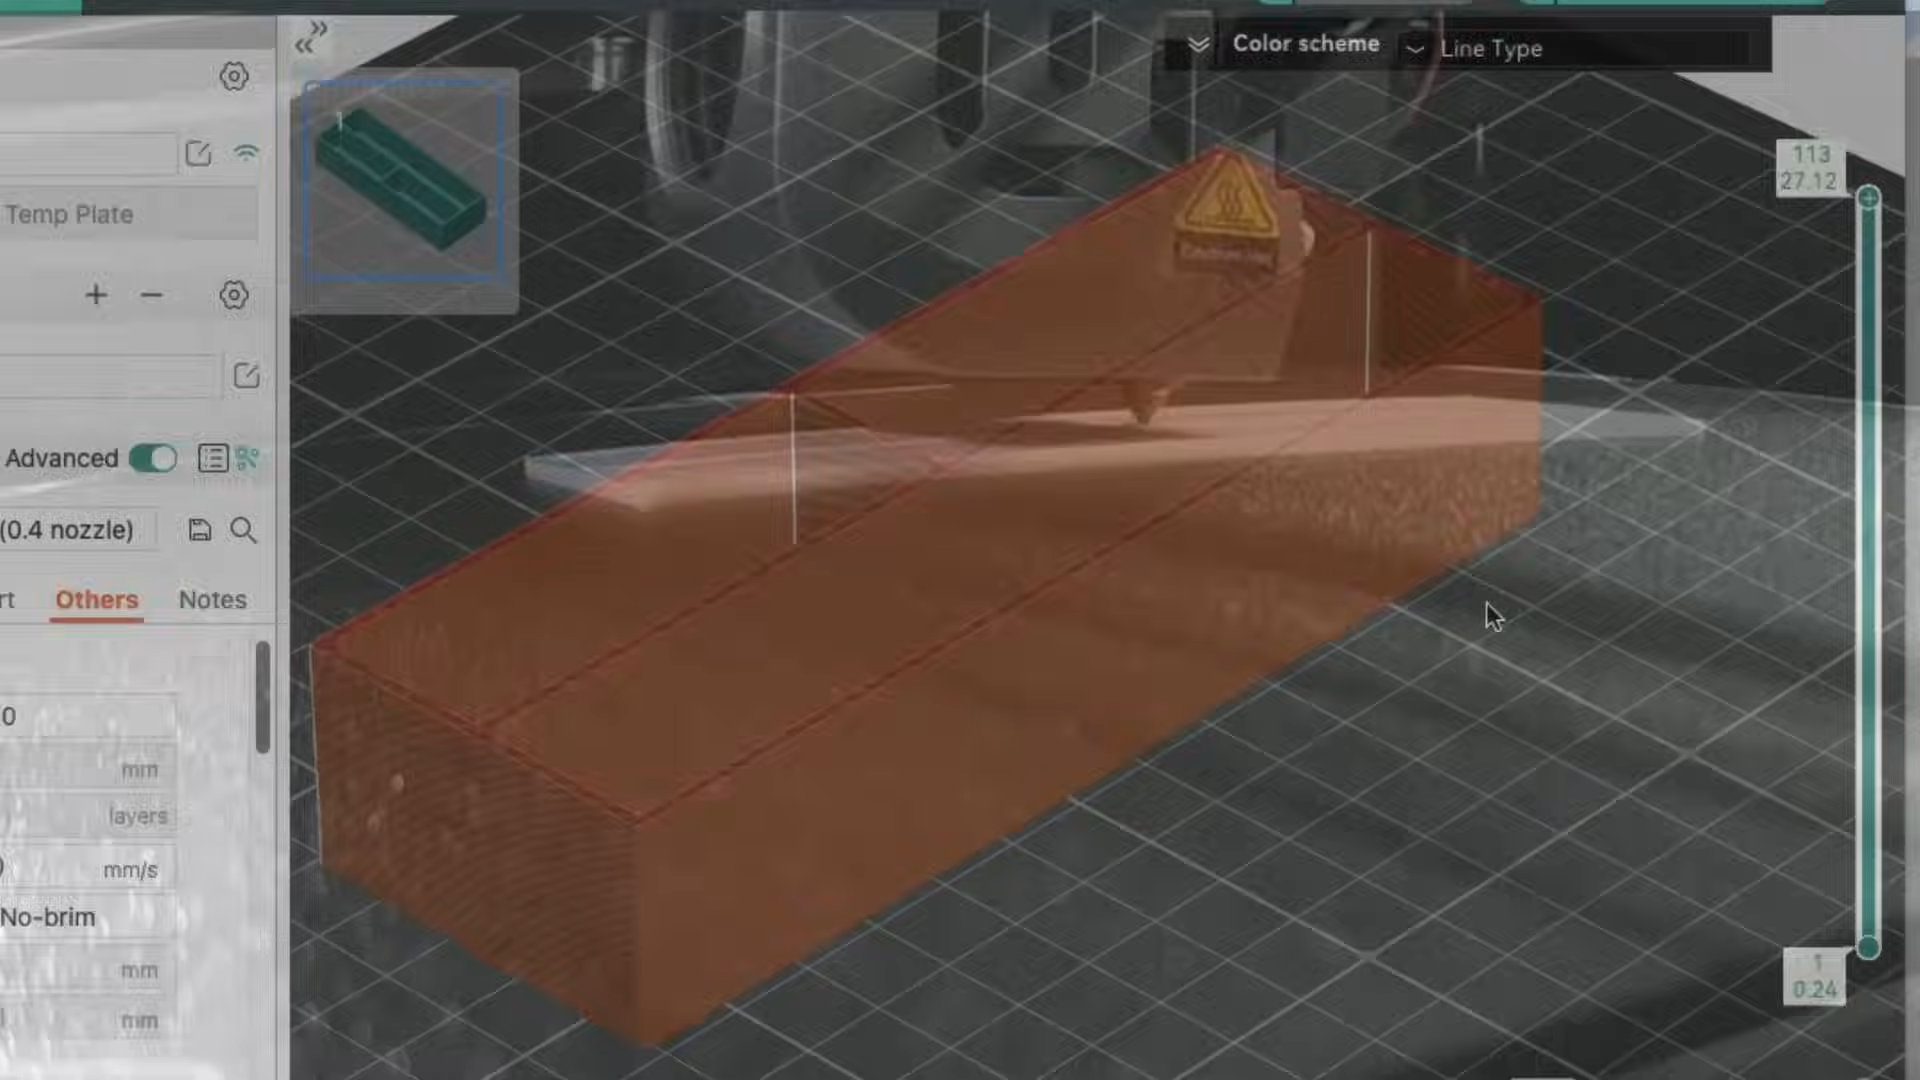 Color scheme
Line Type
113
27.12
Temp Plate
Advanced
(0.4 nozzle)
rt
Others
Notes
0
mm
layers
mm/s
No-brim
mm
mm
1
0.24